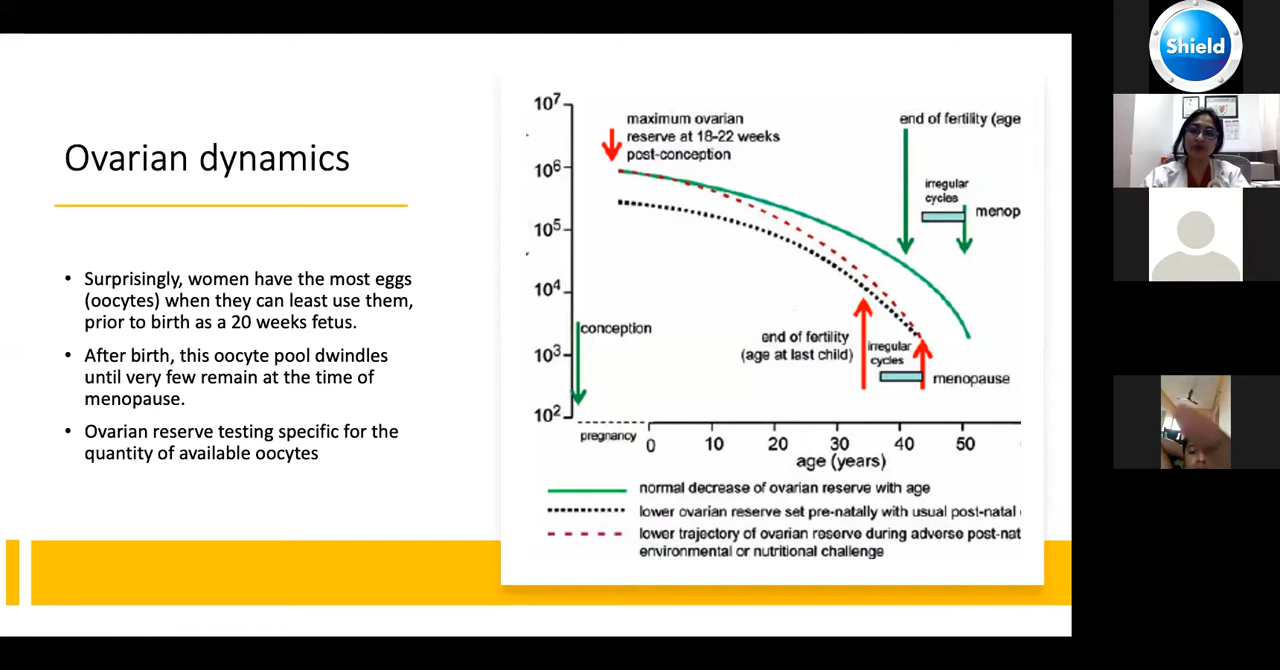 Ovarian dynamics
• Surprisingly, women have the most eggs
(oocytes) when they can least use them,
prior to birth as a 20 weeks fetus.
• After birth, this oocyte pool dwindles
until very few remain at the time of
menopause.
• Ovarian reserve testing specific for the
quantity of available oocytes
10⁷
10⁶
10⁵
10⁴
10³
10²
maximum ovarian
reserve at 18-22 weeks
post-conception
end of fertility (age
irregular
cycles
menop
conception
end of fertility
(age at last child)
irregular
cycles
menopause
pregnancy
0 10 20 30 40 50
age (years)
normal decrease of ovarian reserve with age
lower ovarian reserve set pre-natally with usual post-natal
lower trajectory of ovarian reserve during adverse post-nat
environmental or nutritional challenge
Shield